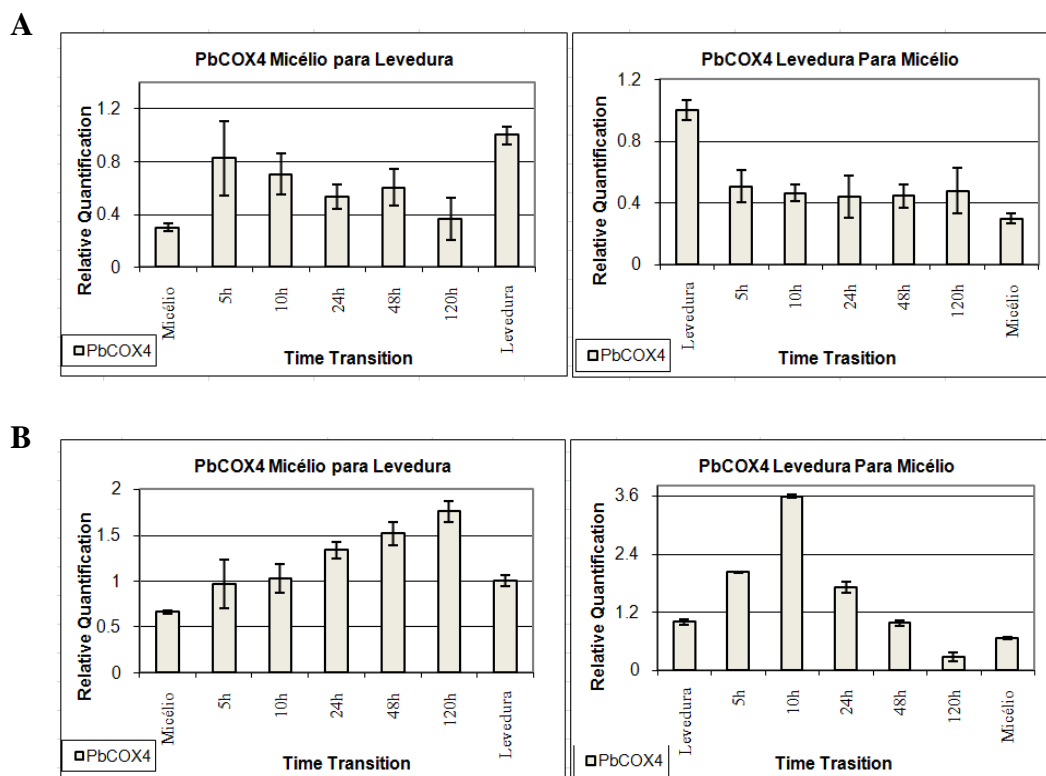 A
PbCOX4 Micélio para Levedura
Relative Quantification
1.2
0.8
0.4
0
Micélio
5h
10h
24h
48h
120h
Levedura
PbCOX4
Time Transition
PbCOX4 Levedura Para Micélio
Relative Quantification
1.2
0.8
0.4
0
Levedura
5h
10h
24h
48h
120h
Micélio
PbCOX4
Time Trasition
B
PbCOX4 Micélio para Levedura
Relative Quantification
2
1.5
1
0.5
0
Micélio
5h
10h
24h
48h
120h
Levedura
PbCOX4
Time Transition
PbCOX4 Levedura Para Micélio
Relative Quantification
3.6
2.4
1.2
0
Levedura
5h
10h
24h
48h
120h
Micélio
PbCOX4
Time Transition